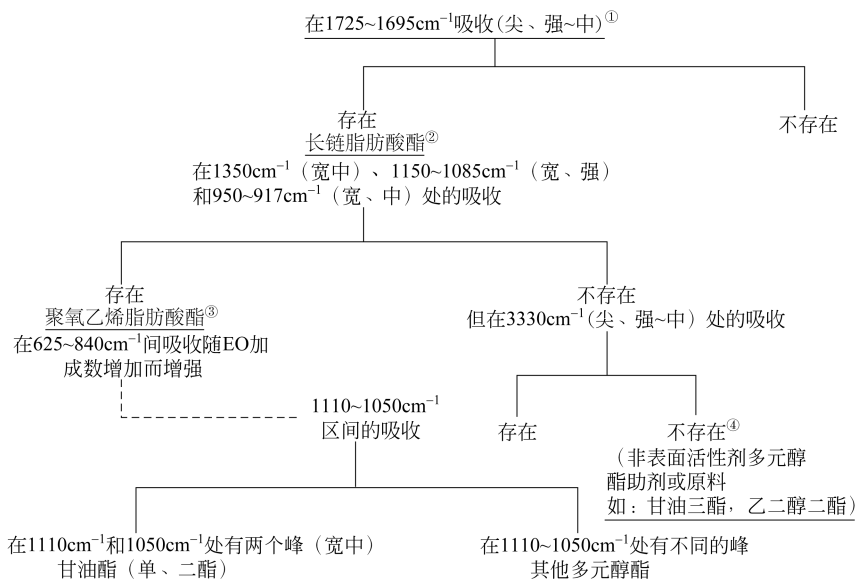 在1725~1695cm⁻¹吸收(尖、强~中)①
存在
不存在
长链脂肪酸酯②
在1350cm⁻¹（宽中）、1150~1085cm⁻¹（宽、强）
和950~917cm⁻¹（宽、中）处的吸收
存在
不存在
聚氧乙烯脂肪酸酯③
但在3330cm⁻¹(尖、强~中）处的吸收
在625~840cm⁻¹间吸收随EO加
成数增加而增强
1110~1050cm⁻¹
区间的吸收
存在
不存在④
（非表面活性剂多元醇
酯助剂或原料
如：甘油三酯，乙二醇二酯）
在1110cm⁻¹和1050cm⁻¹处有两个峰（宽中）
甘油酯（单、二酯）
在1110~1050cm⁻¹处有不同的峰
其他多元醇酯